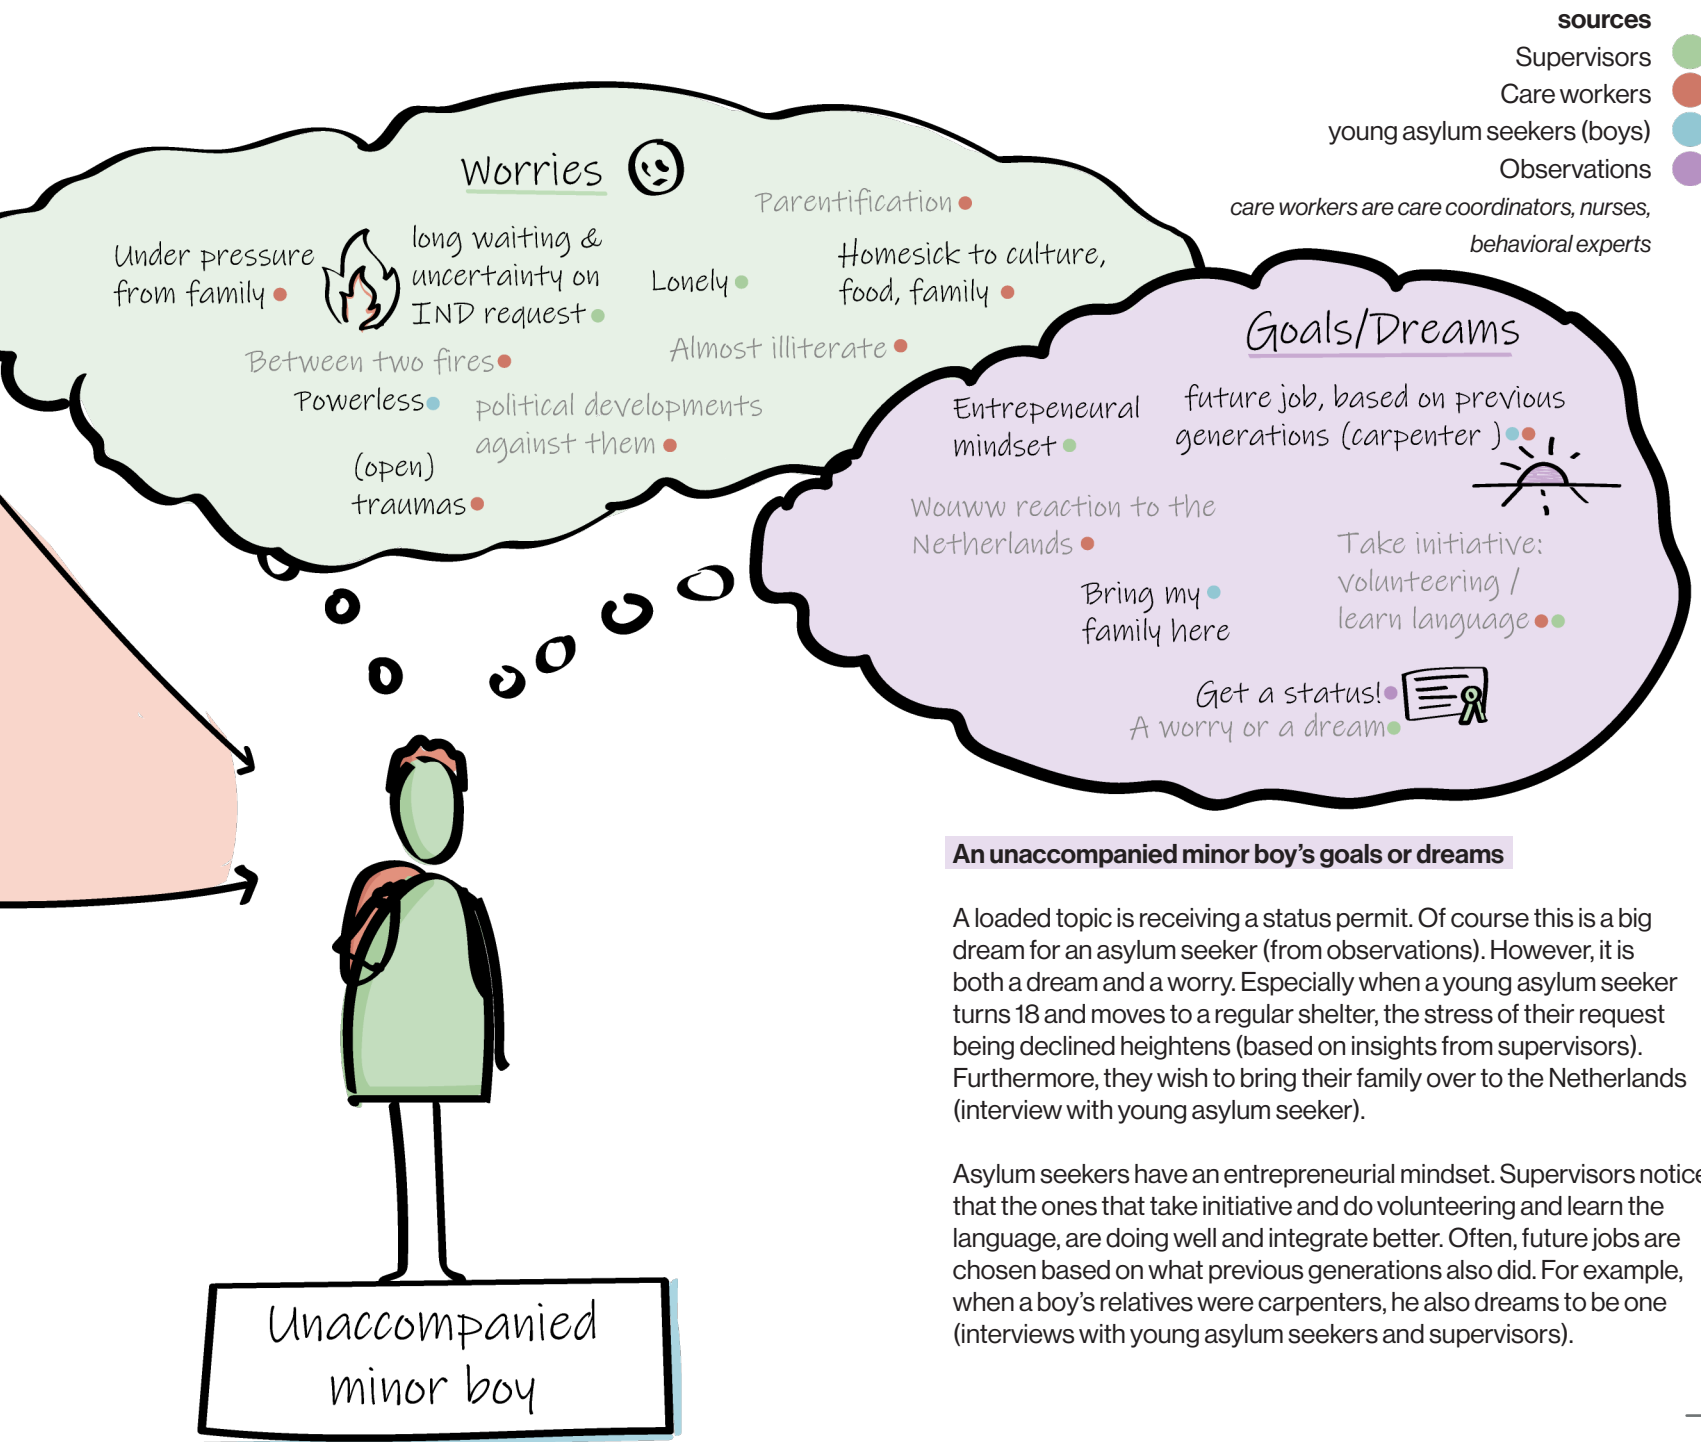 sources
Supervisors
Care workers
young asylum seekers (boys)
Observations
care workers are care coordinators, nurses,
behavioral experts
Worries
Parentification
Under pressure
from family
long waiting &
uncertainty on
IND request
Lonely
Homesick to culture,
food, family
Between two fires
Almost illiterate
Powerless
political developments
against them
(open)
traumas
Goals/Dreams
Entrepeneural
mindset
future job, based on previous
generations (carpenter )
Wouww reaction to the
Netherlands
Take initiative:
volunteering /
learn language
Bring my
family here
Get a status!
A worry or a dream
An unaccompanied minor boy's goals or dreams
A loaded topic is receiving a status permit. Of course this is a big
dream for an asylum seeker (from observations). However, it is
both a dream and a worry. Especially when a young asylum seeker
turns 18 and moves to a regular shelter, the stress of their request
being declined heightens (based on insights from supervisors).
Furthermore, they wish to bring their family over to the Netherlands
(interview with young asylum seeker).
Asylum seekers have an entrepreneurial mindset. Supervisors notice
that the ones that take initiative and do volunteering and learn the
language, are doing well and integrate better. Often, future jobs are
chosen based on what previous generations also did. For example,
when a boy's relatives were carpenters, he also dreams to be one
(interviews with young asylum seekers and supervisors).
Unaccompanied
minor boy